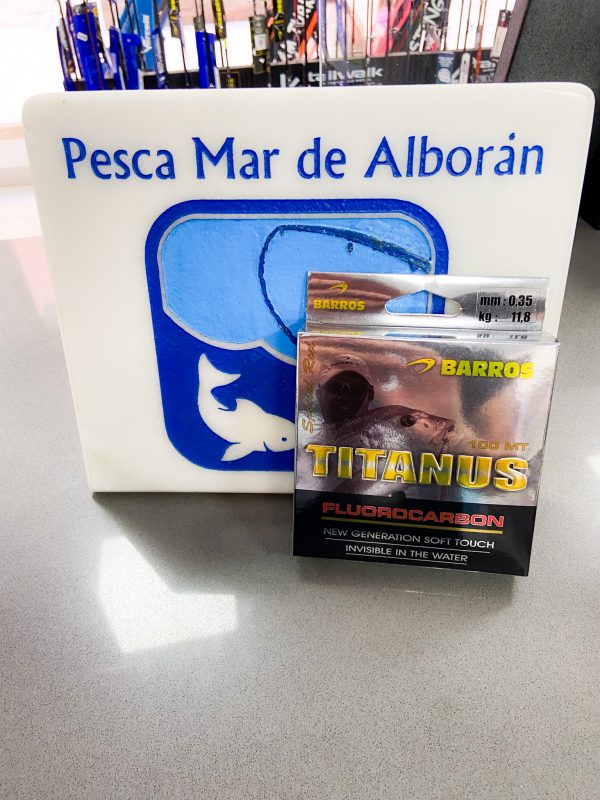 tailwalk
Pesca Mar de Alborán
BARROS
mm : 0,35
kg : 11,8
BARROS
100 MT
TITANUS
FLUOROCARBON
NEW GENERATION SOFT TOUCH
INVISIBLE IN THE WATER